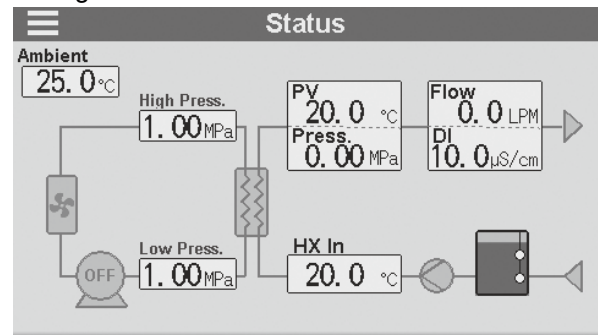 Status
Ambient
25.0°C
High Press.
1.00MPa
PV
20.0 °C
Press.
0.00 MPa
Flow
0.0 LPM
DI
10.0µS/cm
OFF
Low Press.
1.00MPa
HX In
20.0 °C